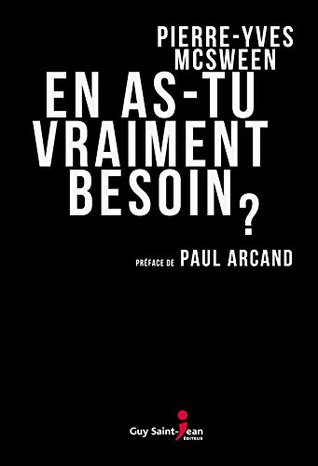 PIERRE-YVES
MCSWEEN
EN AS-TU
VRAIMENT
BESOIN?
PRÉFACE DE PAUL ARCAND
Guy Saint-Jean
ÉDITEUR